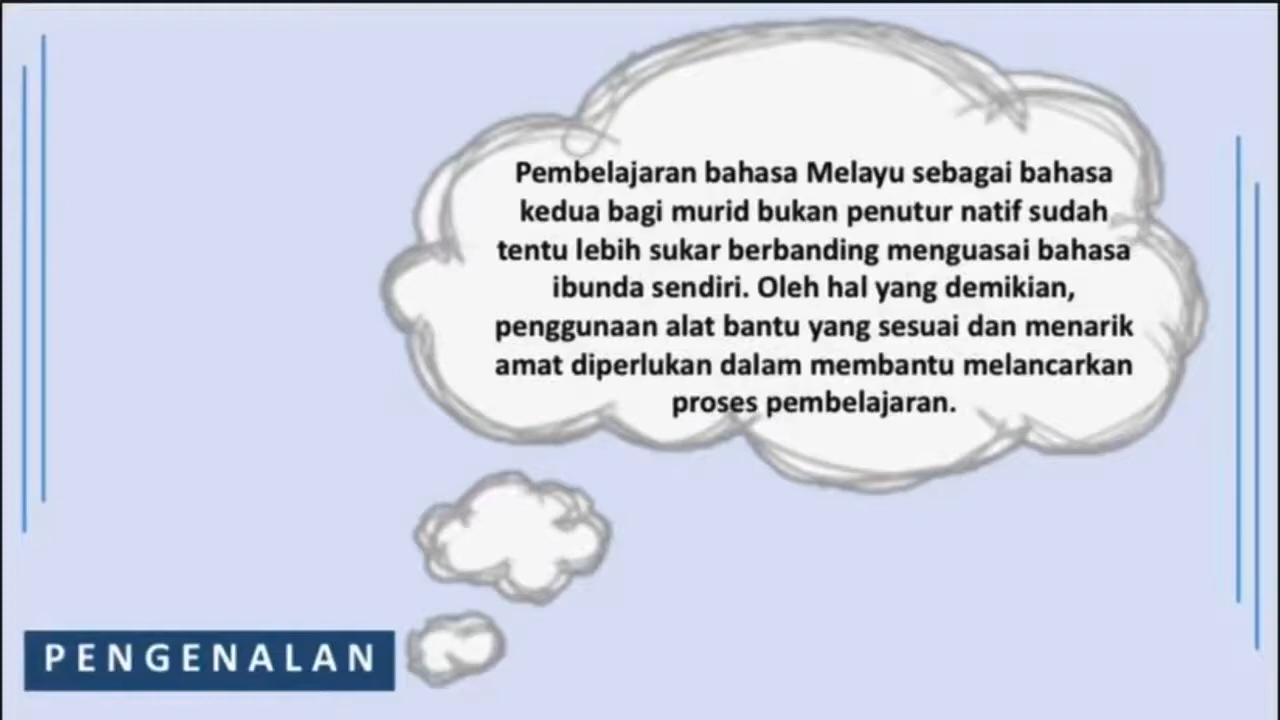 Pembelajaran bahasa Melayu sebagai bahasa
kedua bagi murid bukan penutur natif sudah
tentu lebih sukar berbanding menguasai bahasa
ibunda sendiri. Oleh hal yang demikian,
penggunaan alat bantu yang sesuai dan menarik
amat diperlukan dalam membantu melancarkan
proses pembelajaran.
PENGENALAN